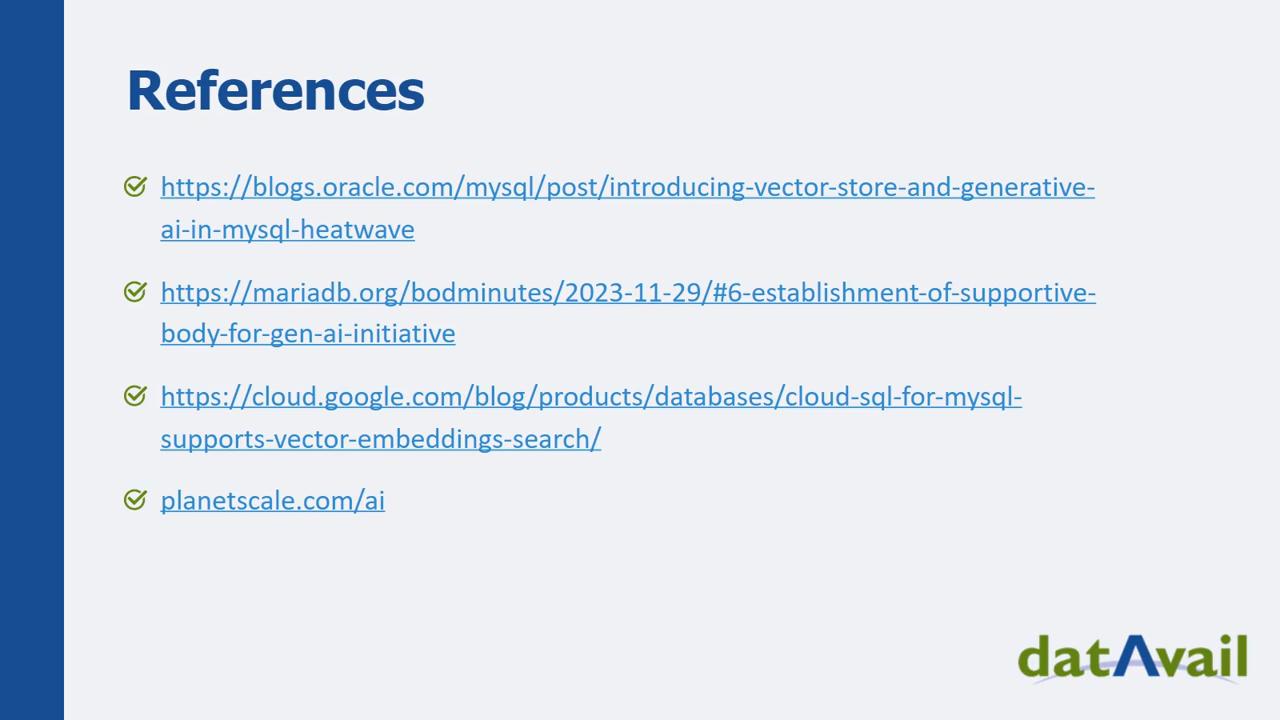 References
https://blogs.oracle.com/mysql/post/introducing-vector-store-and-generative-
ai-in-mysql-heatwave
https://mariadb.org/bodminutes/2023-11-29/#6-establishment-of-supportive-
body-for-gen-ai-initiative
https://cloud.google.com/blog/products/databases/cloud-sql-for-mysql-
supports-vector-embeddings-search/
planetscale.com/ai
datAvail